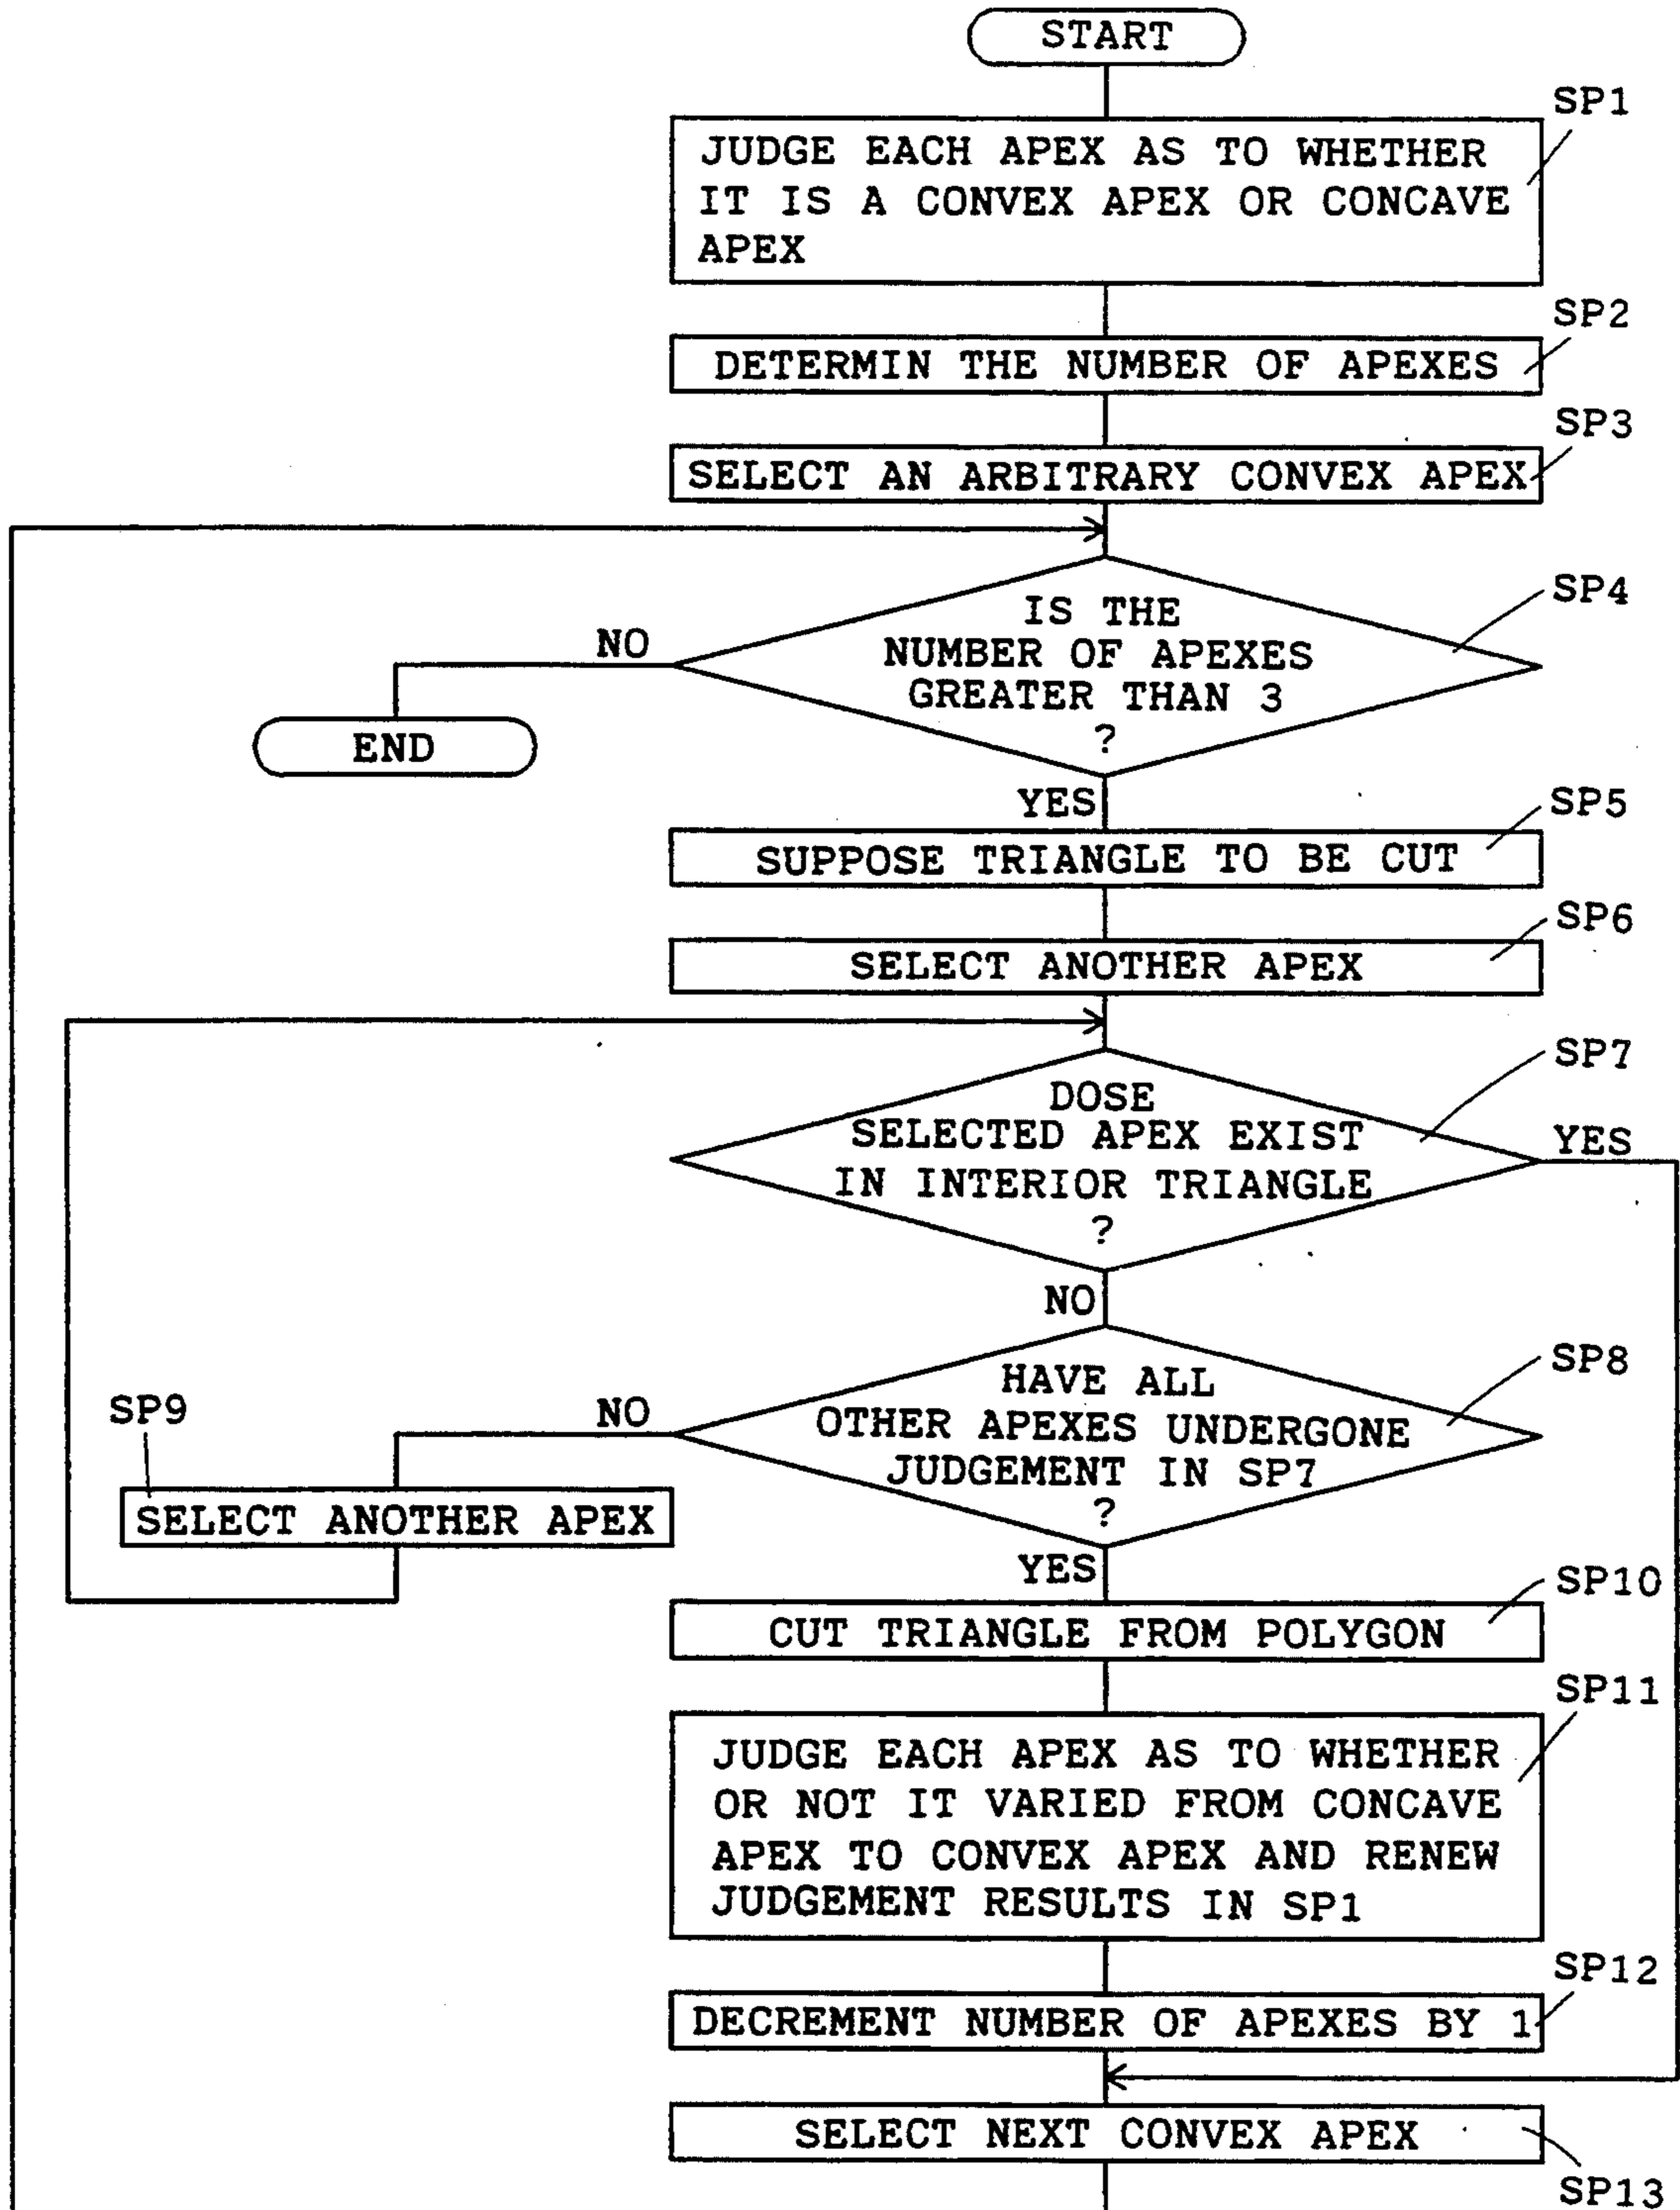 START
SP1
JUDGE EACH APEX AS TO WHETHER
IT IS A CONVEX APEX OR CONCAVE
APEX
SP2
DETERMIN THE NUMBER OF APEXES
SP3
SELECT AN ARBITRARY CONVEX APEX
SP4
IS THE
NUMBER OF APEXES
GREATER THAN 3
?
NO
END
YES
SP5
SUPPOSE TRIANGLE TO BE CUT
SP6
SELECT ANOTHER APEX
SP7
DOSE
SELECTED APEX EXIST
IN INTERIOR TRIANGLE
?
YES
NO
SP8
HAVE ALL
OTHER APEXES UNDERGONE
JUDGEMENT IN SP7
?
NO
SP9
SELECT ANOTHER APEX
YES
SP10
CUT TRIANGLE FROM POLYGON
SP11
JUDGE EACH APEX AS TO WHETHER
OR NOT IT VARIED FROM CONCAVE
APEX TO CONVEX APEX AND RENEW
JUDGEMENT RESULTS IN SP1
SP12
DECREMENT NUMBER OF APEXES BY 1
SELECT NEXT CONVEX APEX
SP13